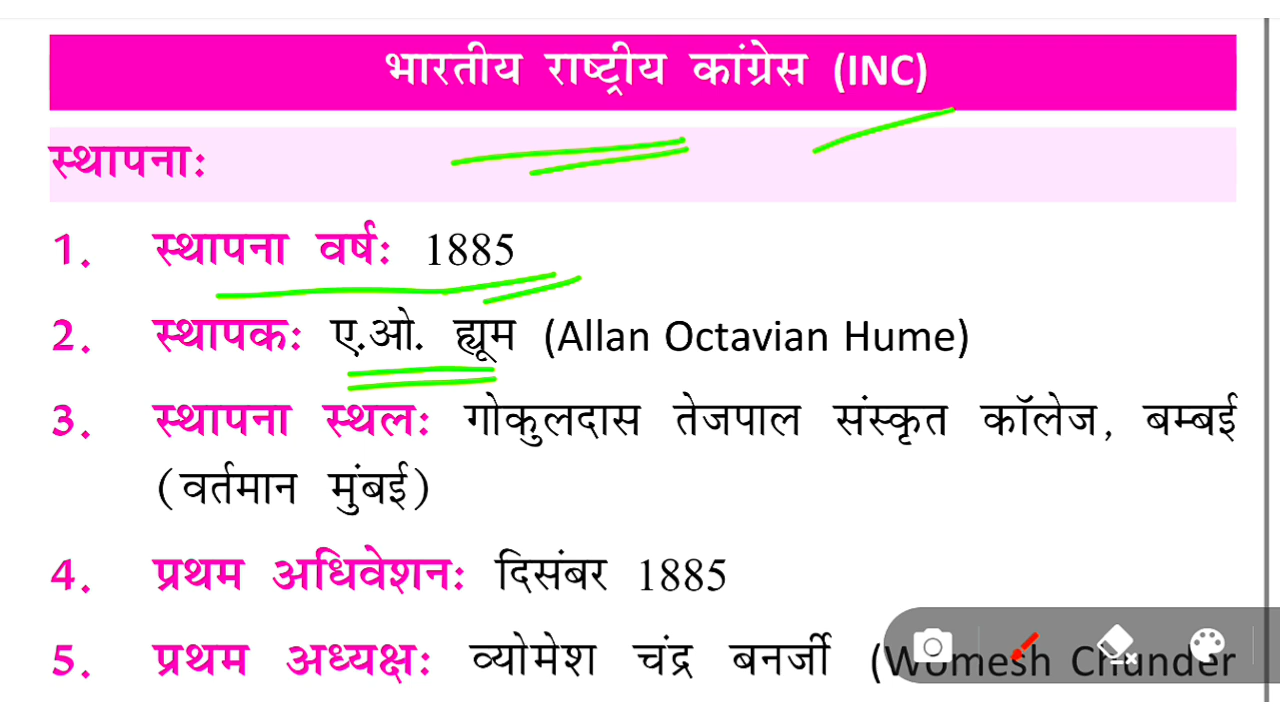 भारतीय राष्ट्रीय कांग्रेस (INC)
स्थापनाः
1. स्थापना वर्षः 1885
2. स्थापकः ए.ओ. ह्यूम (Allan Octavian Hume)
3. स्थापना स्थलः गोकुलदास तेजपाल संस्कृत कॉलेज, बम्बई
(वर्तमान मुंबई)
4. प्रथम अधिवेशनः दिसंबर 1885
5. प्रथम अध्यक्षः व्योमेश चंद्र बनर्जी (Womesh Chunder